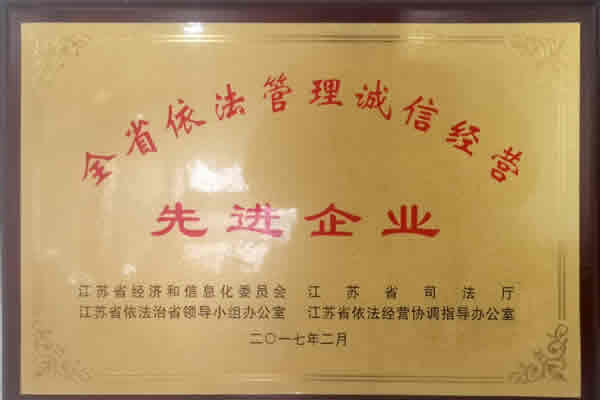 全省依法管理诚信经营
先进企业
江苏省经济和信息化委员会 江苏省司法厅
江苏省依法治省领导小组办公室 江苏省依法经营协调指导办公室
二〇一七年二月